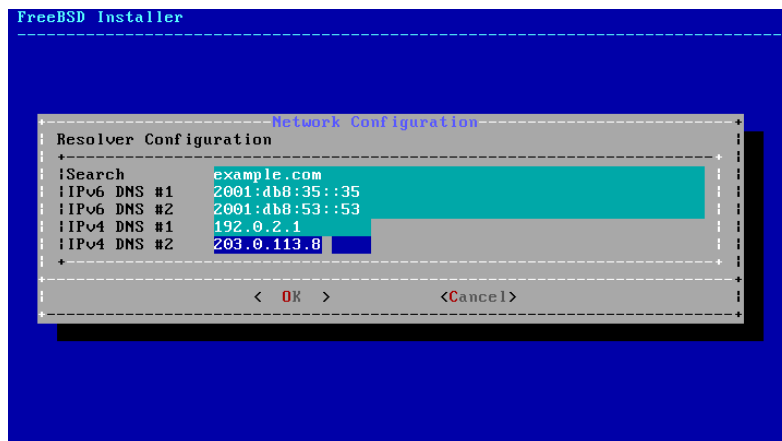 FreeBSD Installer
Network Configuration
Resolver Configuration
Search example.com
IPv6 DNS #1 2001:db8:35::35
IPv6 DNS #2 2001:db8:53::53
IPv4 DNS #1 192.0.2.1
IPv4 DNS #2 203.0.113.8
< OK > <Cancel>